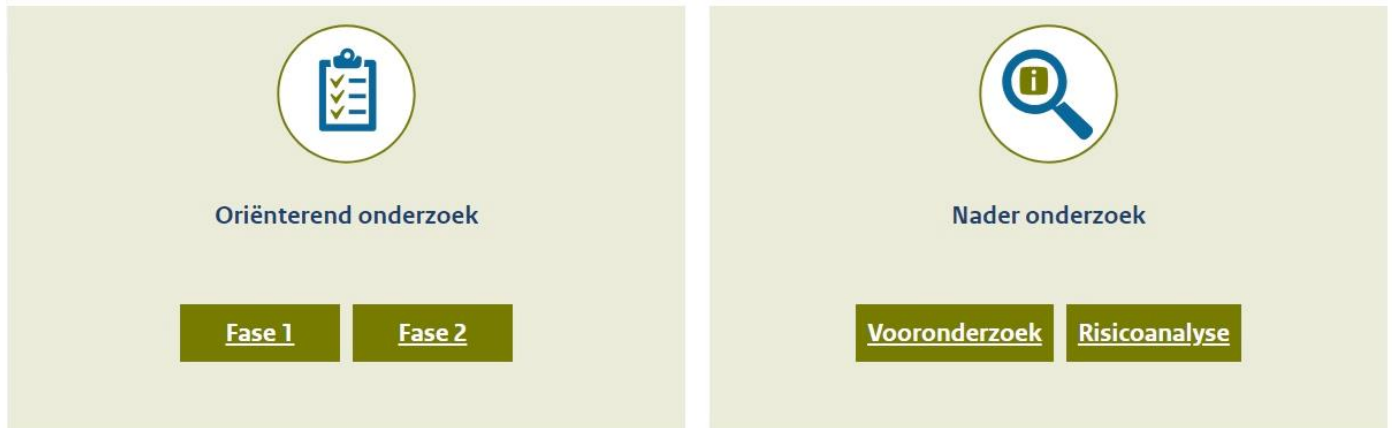 Oriënterend onderzoek
Fase 1
Fase 2
Nader onderzoek
Vooronderzoek
Risicoanalyse